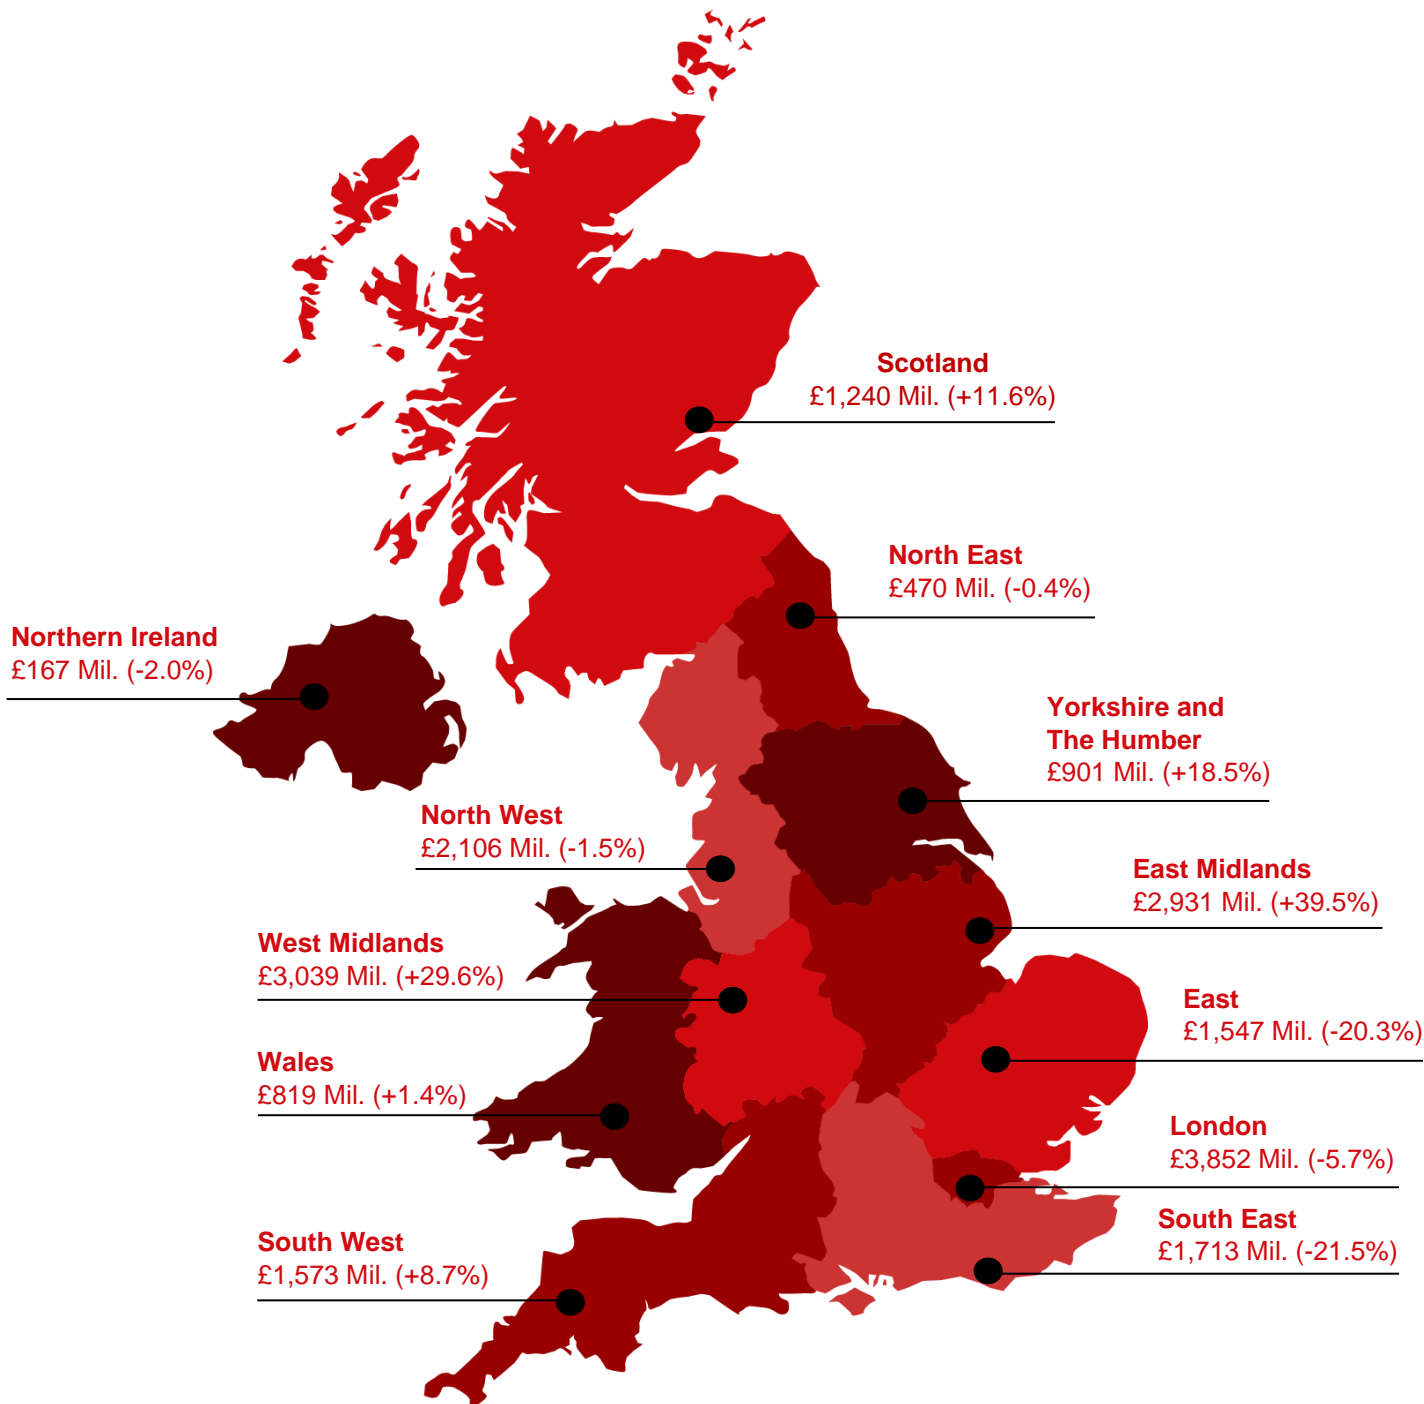 Scotland
£1,240 Mil. (+11.6%)
North East
£470 Mil. (-0.4%)
Northern Ireland
£167 Mil. (-2.0%)
Yorkshire and
The Humber
£901 Mil. (+18.5%)
North West
£2,106 Mil. (-1.5%)
East Midlands
£2,931 Mil. (+39.5%)
West Midlands
£3,039 Mil. (+29.6%)
East
£1,547 Mil. (-20.3%)
Wales
£819 Mil. (+1.4%)
London
£3,852 Mil. (-5.7%)
South East
£1,713 Mil. (-21.5%)
South West
£1,573 Mil. (+8.7%)